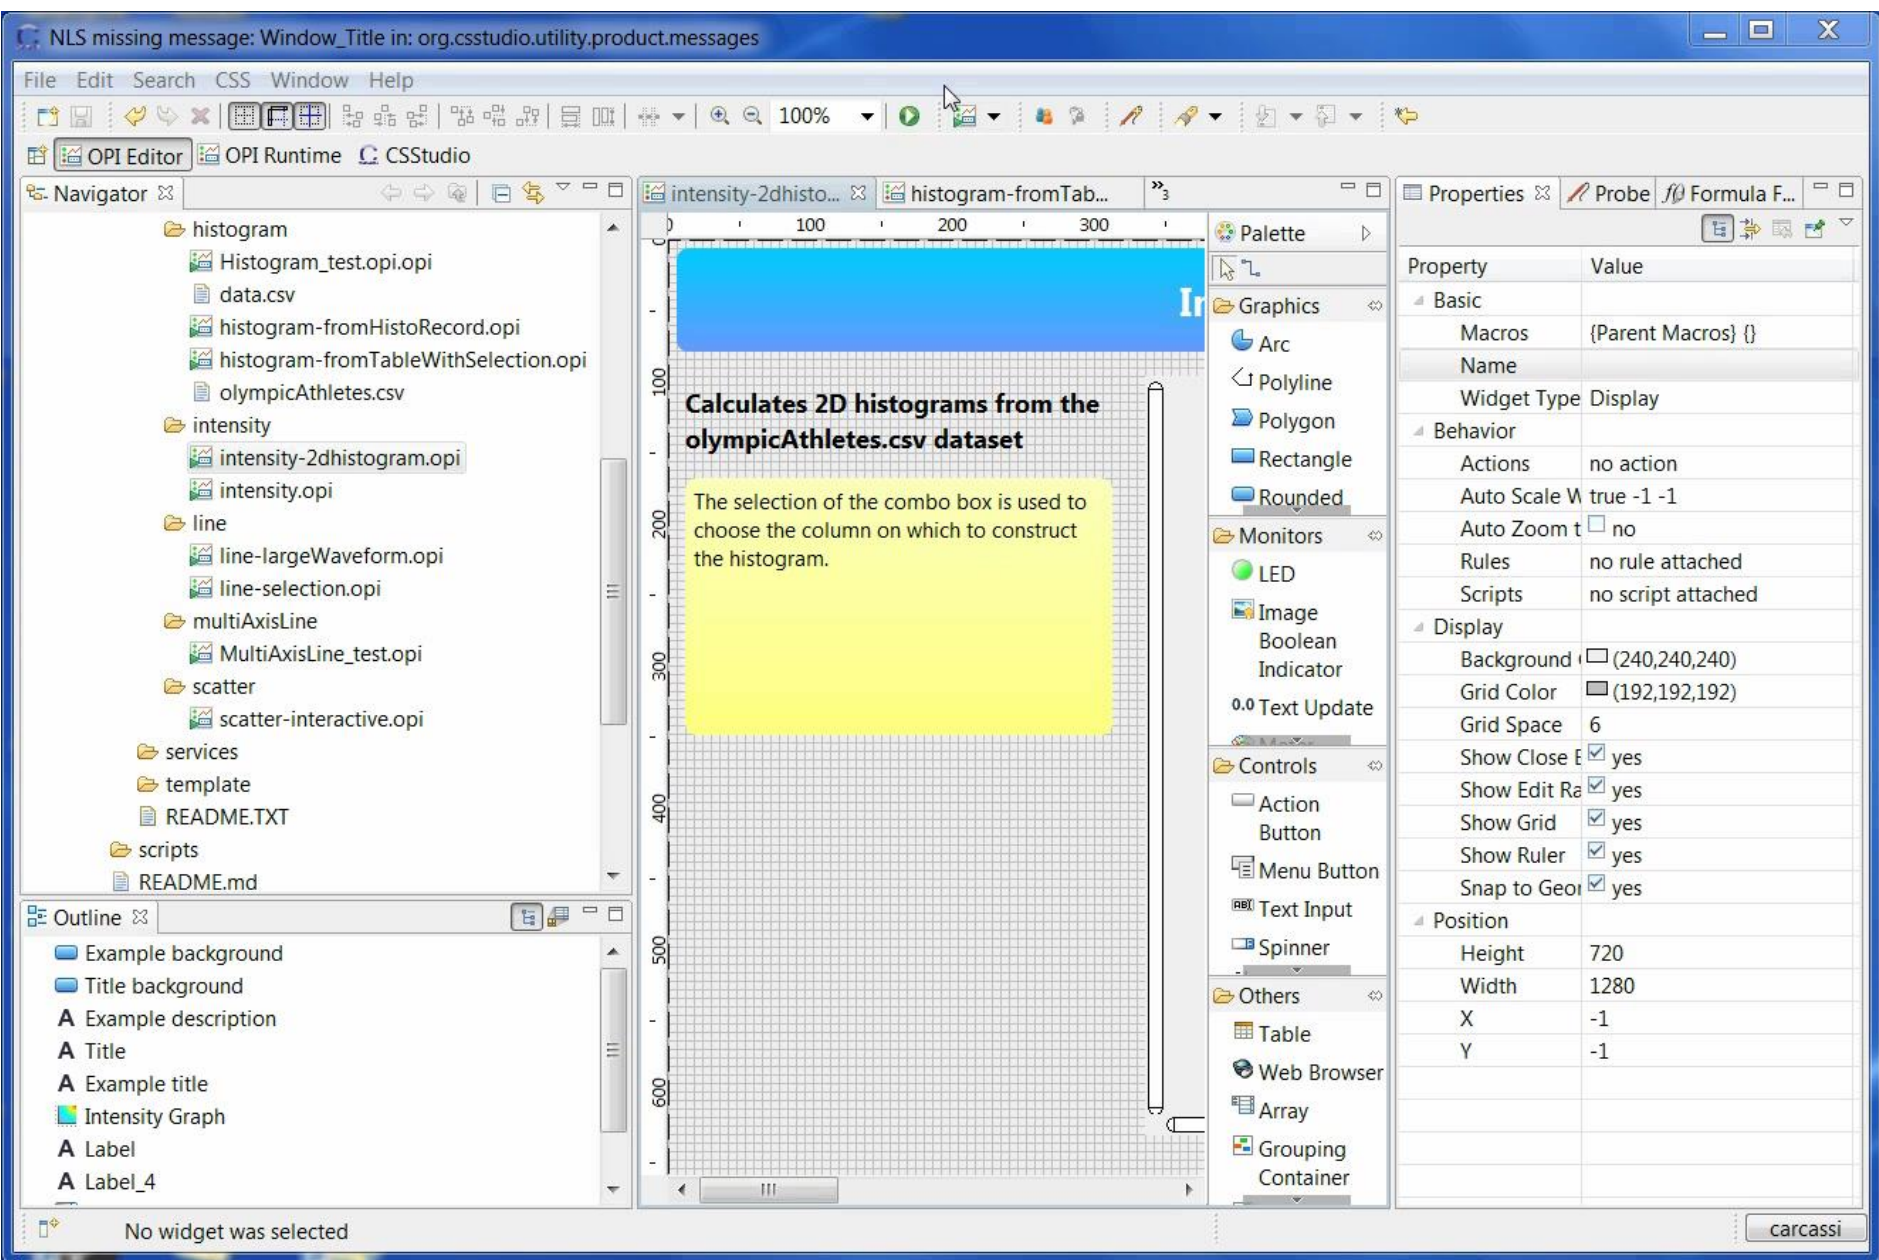 NLS missing message: Window_Title in: org.csstudio.utility.product.messages
File Edit Search CSS Window Help
100%
OPI Editor OPI Runtime CSStudio
Navigator
histogram
Histogram_test.opi.opi
data.csv
histogram-fromHistoRecord.opi
histogram-fromTableWithSelection.opi
olympicAthletes.csv
intensity
intensity-2dhistogram.opi
intensity.opi
line
line-largeWaveform.opi
line-selection.opi
multiAxisLine
MultiAxisLine_test.opi
scatter
scatter-interactive.opi
services
template
README.TXT
scripts
README.md
Outline
Example background
Title background
A Example description
A Title
A Example title
Intensity Graph
A Label
A Label_4
intensity-2dhisto... histogram-fromTab... »3
0 100 200 300
0
100
200
300
400
500
600
In
Calculates 2D histograms from the
olympicAthletes.csv dataset
The selection of the combo box is used to
choose the column on which to construct
the histogram.
Palette
Graphics
Arc
Polyline
Polygon
Rectangle
Rounded
Monitors
LED
Image
Boolean
Indicator
0.0 Text Update
Controls
Action
Button
Menu Button
Text Input
Spinner
Others
Table
Web Browser
Array
Grouping
Container
Properties Probe f() Formula F...
Property Value
Basic
Macros {Parent Macros} {}
Name
Widget Type Display
Behavior
Actions no action
Auto Scale W true -1 -1
Auto Zoom t no
Rules no rule attached
Scripts no script attached
Display
Background (240,240,240)
Grid Color (192,192,192)
Grid Space 6
Show Close B yes
Show Edit Ra yes
Show Grid yes
Show Ruler yes
Snap to Geor yes
Position
Height 720
Width 1280
X -1
Y -1
No widget was selected
carcassi